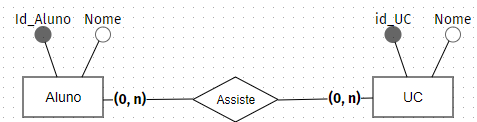 Id_Aluno Nome
id_UC Nome
Aluno (0, n) Assiste (0, n) UC